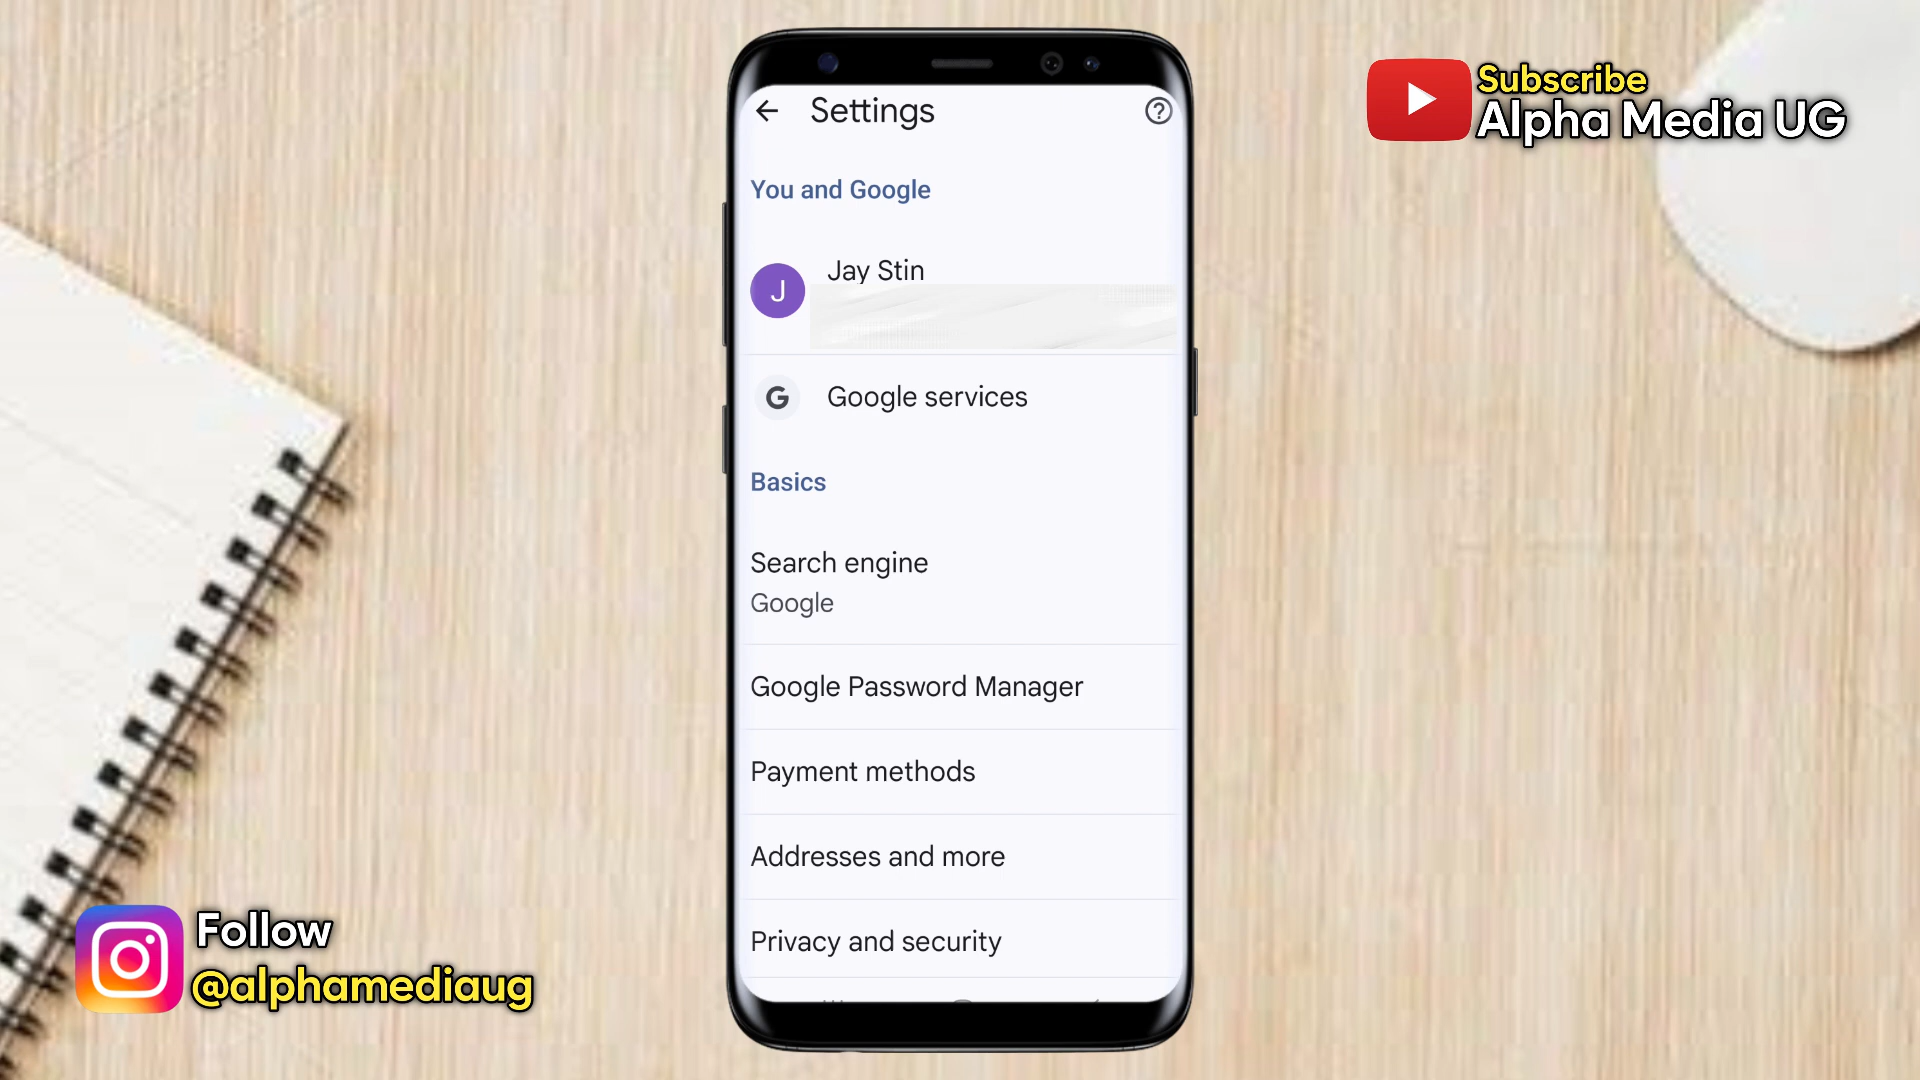 Settings
You and Google
J
Jay Stin
G
Google services
Basics
Search engine
Google
Google Password Manager
Payment methods
Addresses and more
Privacy and security
Subscribe
Alpha Media UG
Follow
@alphamediaug